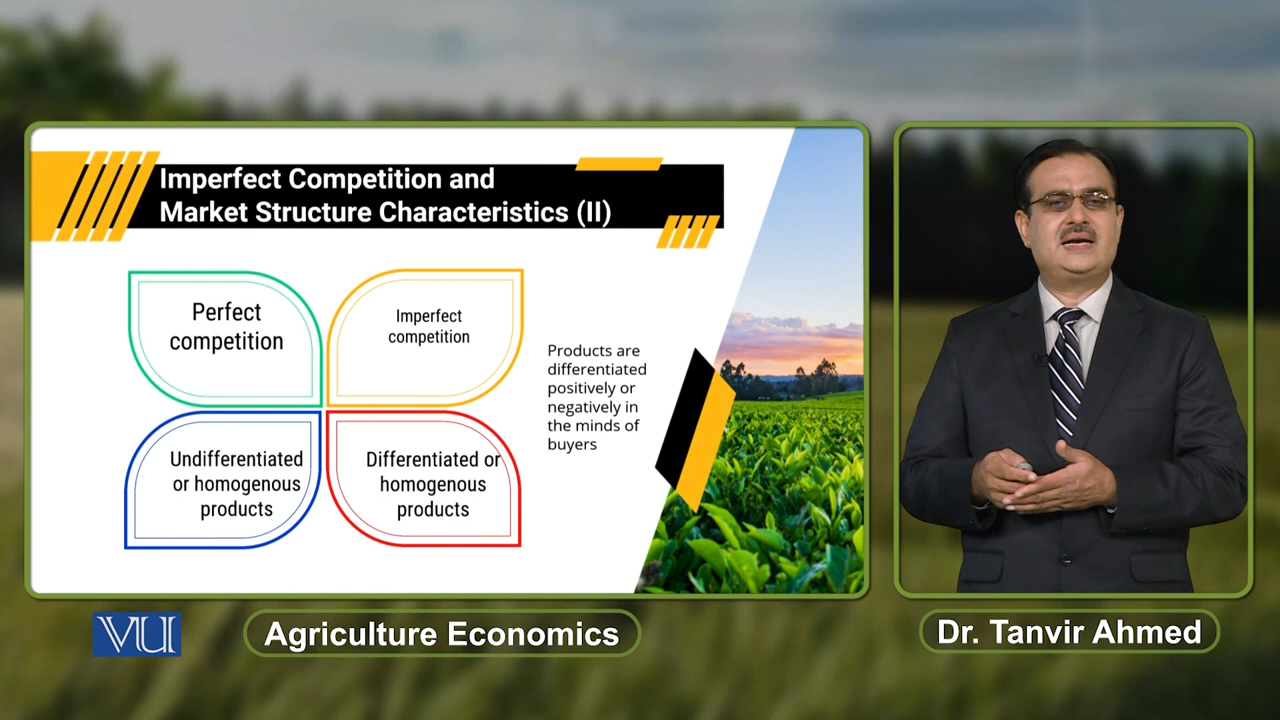 Imperfect Competition and
Market Structure Characteristics (II)
Perfect
competition
Imperfect
competition
Undifferentiated
or homogenous
products
Differentiated or
homogenous
products
Products are
differentiated
positively or
negatively in
the minds of
buyers
VU
Agriculture Economics
Dr. Tanvir Ahmed